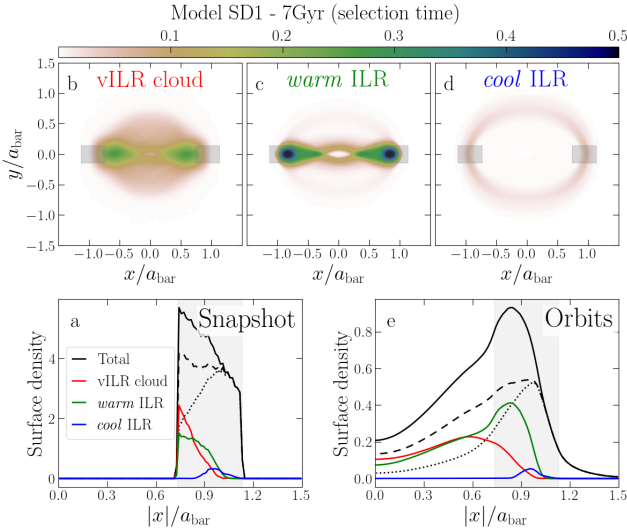 Model SD1 - 7Gyr (selection time)
0.1 0.2 0.3 0.4 0.5
b vILR cloud
c warm ILR
d cool ILR
y/a_bar
1.5
1.0
0.5
0.0
−0.5
−1.0
−1.5
−1.0 −0.5 0.0 0.5 1.0
−1.0 −0.5 0.0 0.5 1.0
−1.0 −0.5 0.0 0.5 1.0
x/a_bar
x/a_bar
x/a_bar
a Snapshot
Surface density
4
2
0
Total
vILR cloud
warm ILR
cool ILR
0.0 0.3 0.6 0.9 1.2 1.5
|x|/a_bar
e Orbits
Surface density
0.8
0.6
0.4
0.2
0.0
0.0 0.3 0.6 0.9 1.2 1.5
|x|/a_bar